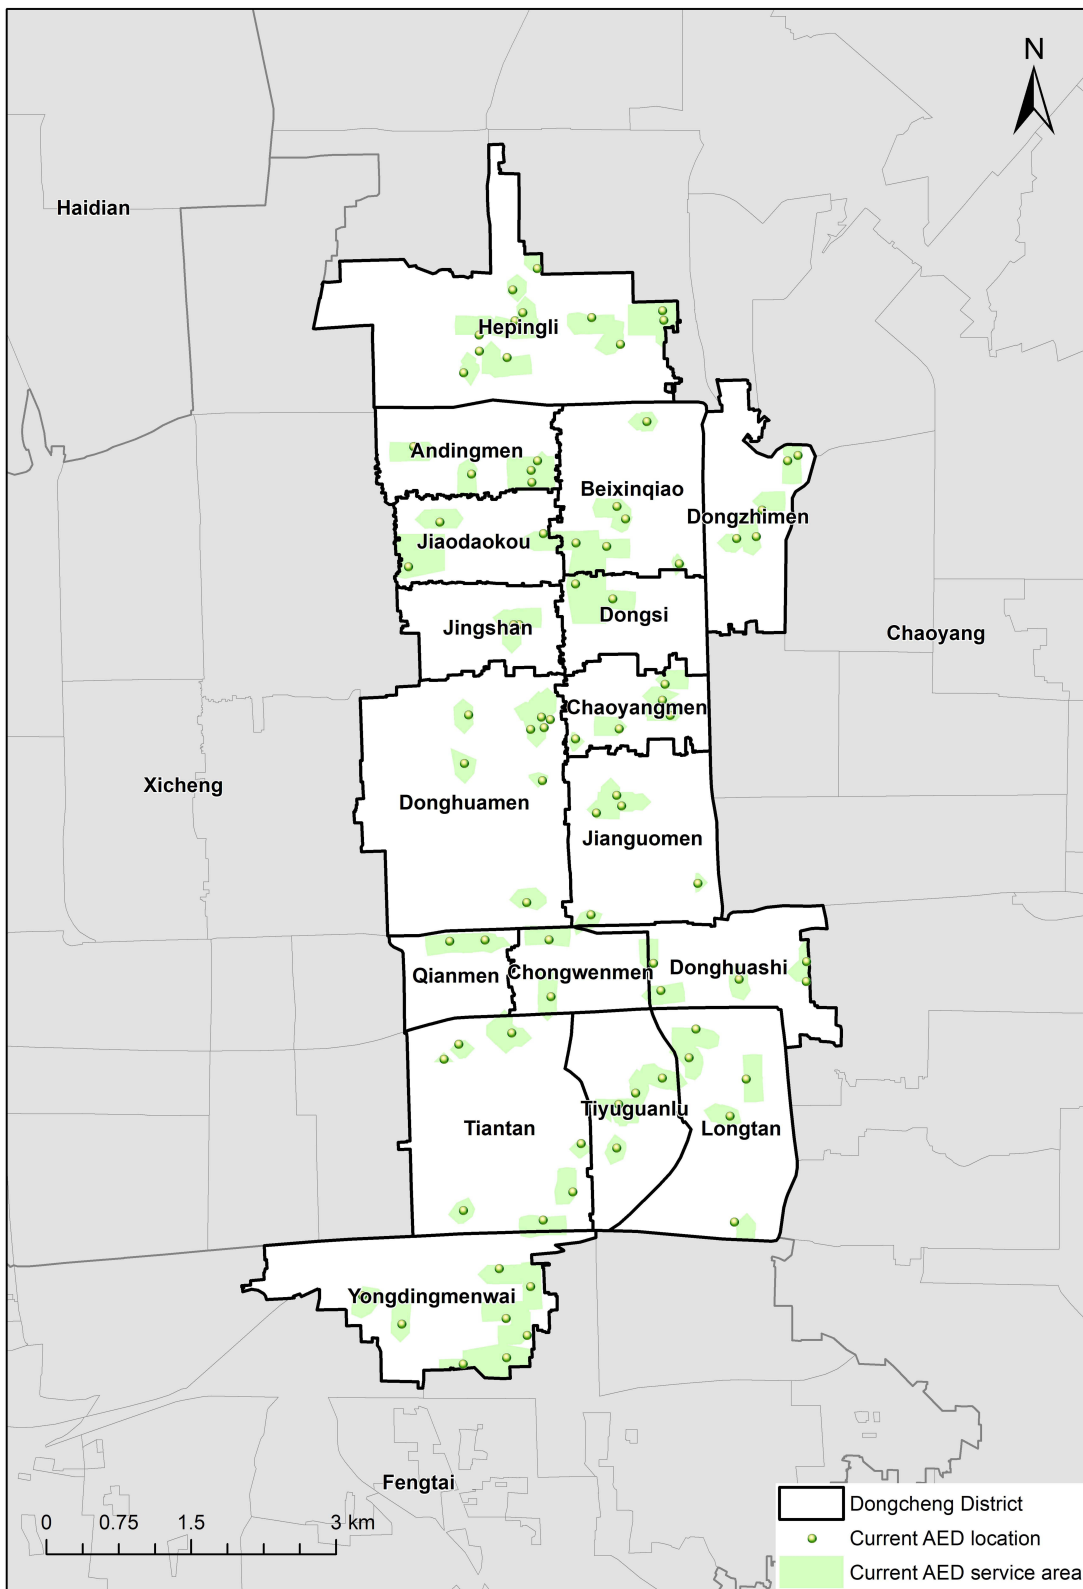 N
Haidian
Hepingli
Andingmen
Beixinqiao
Dongzhimen
Jiaodaokou
Dongsi
Jingshan
Chaoyang
Chaoyangmen
Xicheng
Donghuamen
Jianguomen
Donghuashi
Qianmen
Chongwenmen
Tiyuguanlu
Tiantan
Longtan
Yongdingmenwai
Fengtai
0 0.75 1.5 3 km
Dongcheng District
Current AED location
Current AED service area